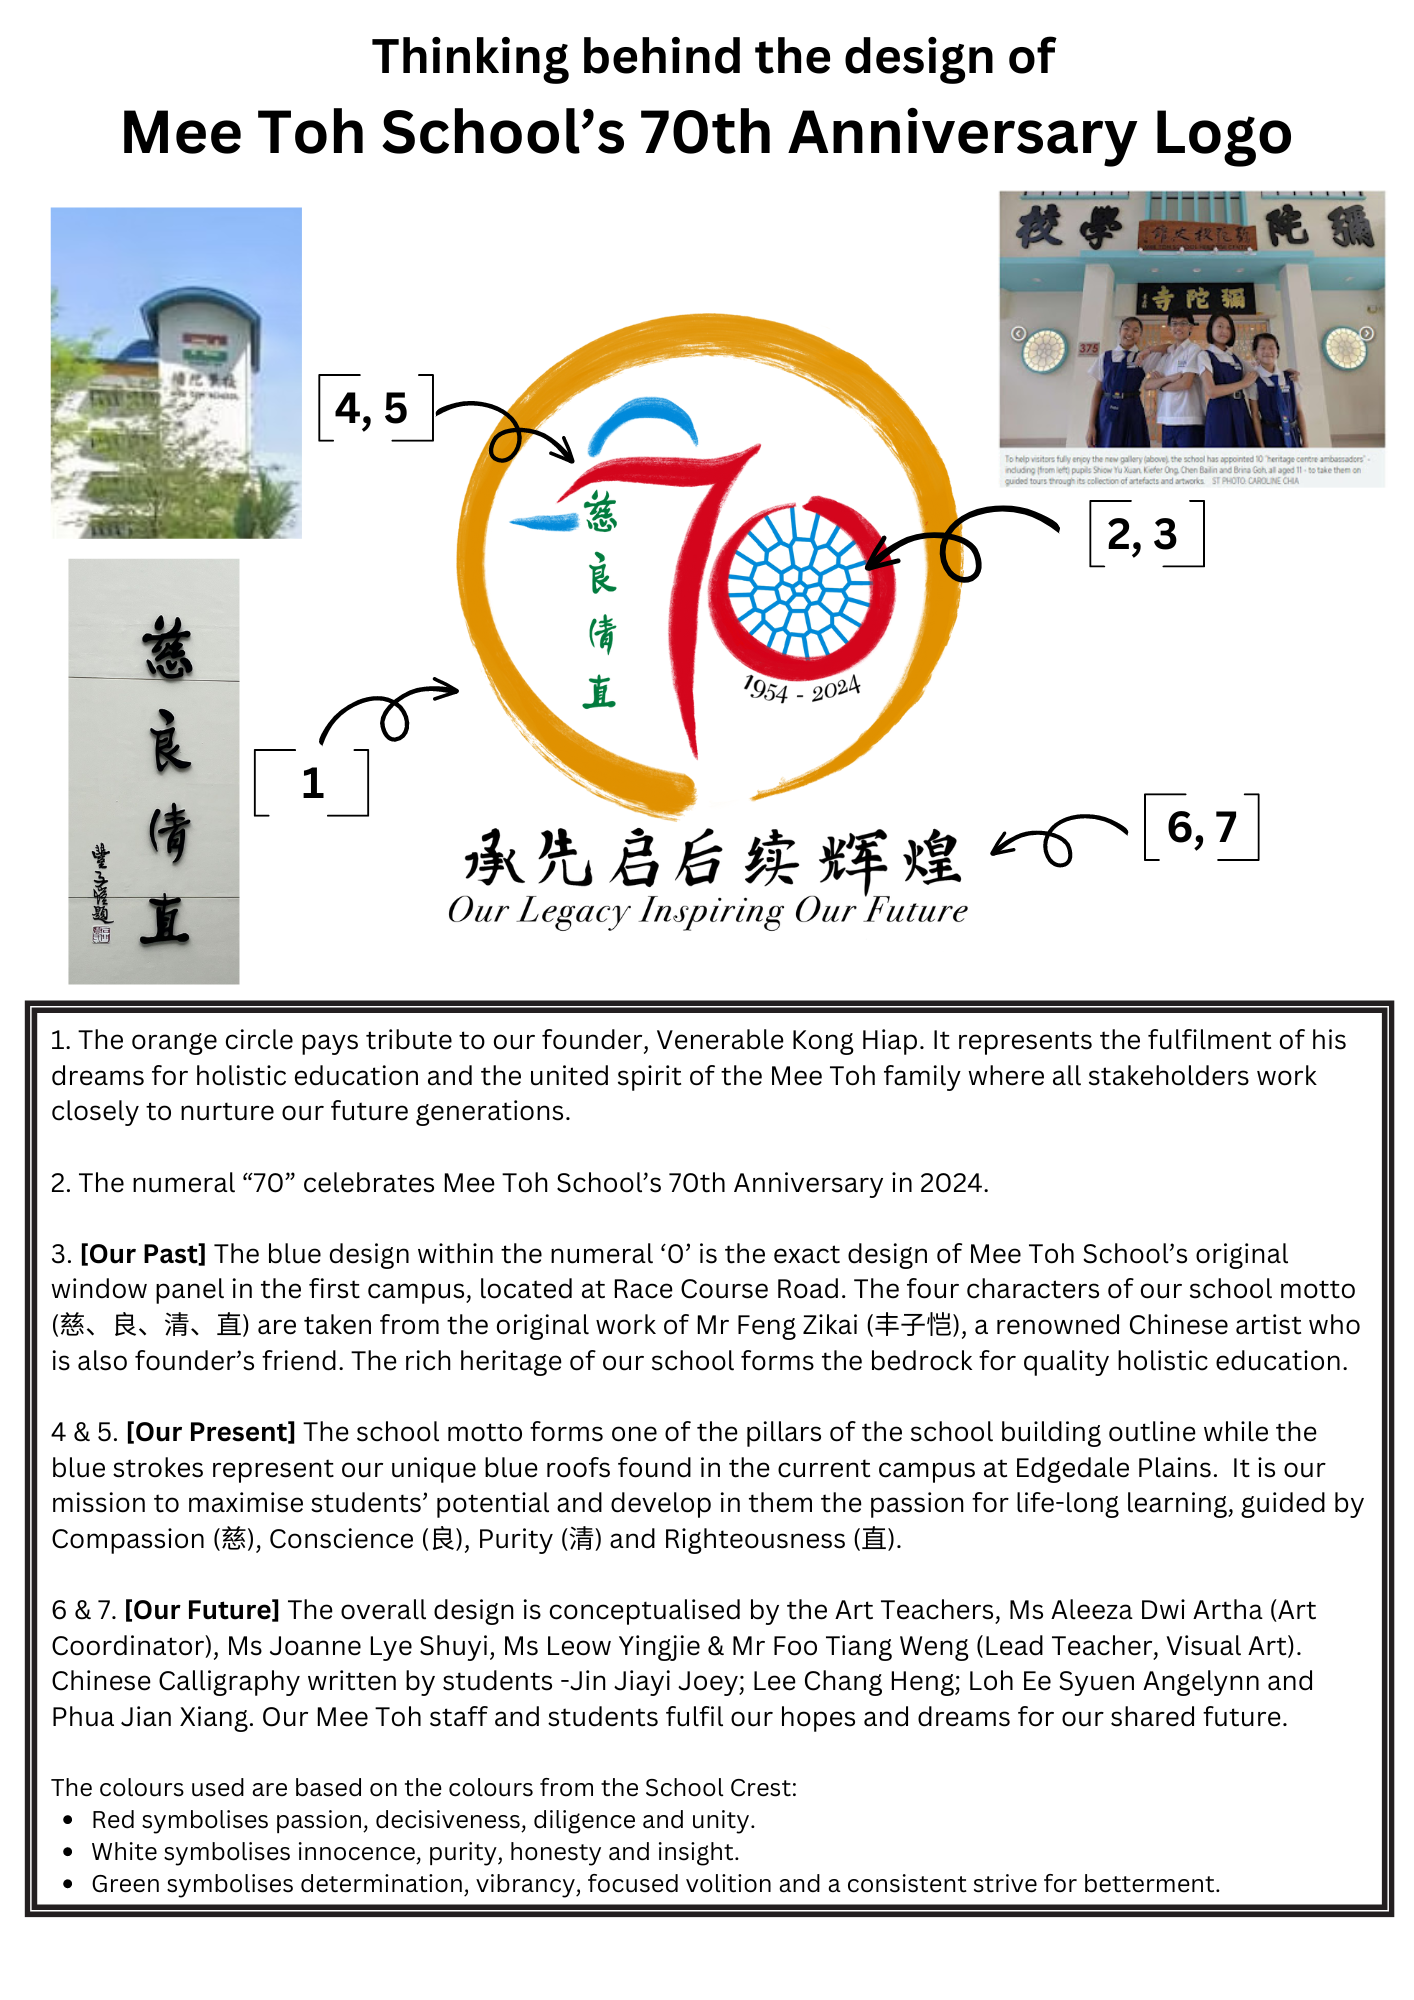 Thinking behind the design of
Mee Toh School’s 70th Anniversary Logo
MEE TOH SCHOOL
校 學 陀 彌
寺 陀 彌
375
To help visitors fully enjoy the new gallery (above), the school has appointed 10 "heritage centre ambassadors" -
including (from left) pupils Shiow Yu Xuan, Kiefer Ong, Chen Bailin and Brina Goh, all aged 11 - to take them on
guided tours through its collection of artefacts and artworks. ST PHOTO: CAROLINE CHIA
4, 5
2, 3
慈
良
清
直
1954 - 2024
慈
良
清
直
1
6, 7
承先启后续辉煌
Our Legacy Inspiring Our Future
1. The orange circle pays tribute to our founder, Venerable Kong Hiap. It represents the fulfilment of his
dreams for holistic education and the united spirit of the Mee Toh family where all stakeholders work
closely to nurture our future generations.
2. The numeral “70” celebrates Mee Toh School’s 70th Anniversary in 2024.
3. [Our Past] The blue design within the numeral ‘0’ is the exact design of Mee Toh School’s original
window panel in the first campus, located at Race Course Road. The four characters of our school motto
(慈、良、清、直) are taken from the original work of Mr Feng Zikai (丰子恺), a renowned Chinese artist who
is also founder’s friend. The rich heritage of our school forms the bedrock for quality holistic education.
4 & 5. [Our Present] The school motto forms one of the pillars of the school building outline while the
blue strokes represent our unique blue roofs found in the current campus at Edgedale Plains.  It is our
mission to maximise students’ potential and develop in them the passion for life-long learning, guided by
Compassion (慈), Conscience (良), Purity (清) and Righteousness (直).
6 & 7. [Our Future] The overall design is conceptualised by the Art Teachers, Ms Aleeza Dwi Artha (Art
Coordinator), Ms Joanne Lye Shuyi, Ms Leow Yingjie & Mr Foo Tiang Weng (Lead Teacher, Visual Art).
Chinese Calligraphy written by students -Jin Jiayi Joey; Lee Chang Heng; Loh Ee Syuen Angelynn and
Phua Jian Xiang. Our Mee Toh staff and students fulfil our hopes and dreams for our shared future.
The colours used are based on the colours from the School Crest:
• Red symbolises passion, decisiveness, diligence and unity.
• White symbolises innocence, purity, honesty and insight.
• Green symbolises determination, vibrancy, focused volition and a consistent strive for betterment.